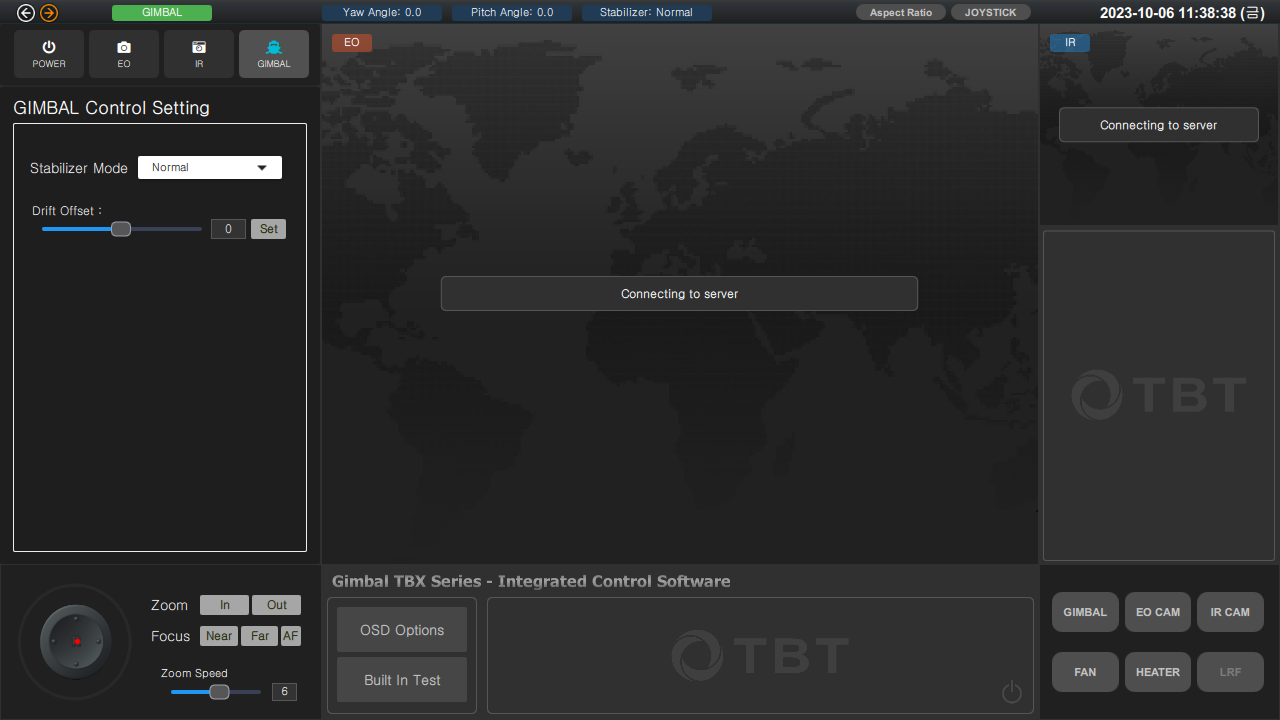 GIMBAL
Yaw Angle: 0.0
Pitch Angle: 0.0
Stabilizer: Normal
Aspect Ratio
JOYSTICK
2023-10-06 11:38:38 (금)
POWER
EO
IR
GIMBAL
GIMBAL Control Setting
Stabilizer Mode
Normal
Drift Offset :
0
Set
EO
Connecting to server
IR
Connecting to server
TBT
Zoom
In
Out
Focus
Near
Far
AF
Zoom Speed
6
Gimbal TBX Series - Integrated Control Software
OSD Options
Built In Test
TBT
GIMBAL
EO CAM
IR CAM
FAN
HEATER
LRF